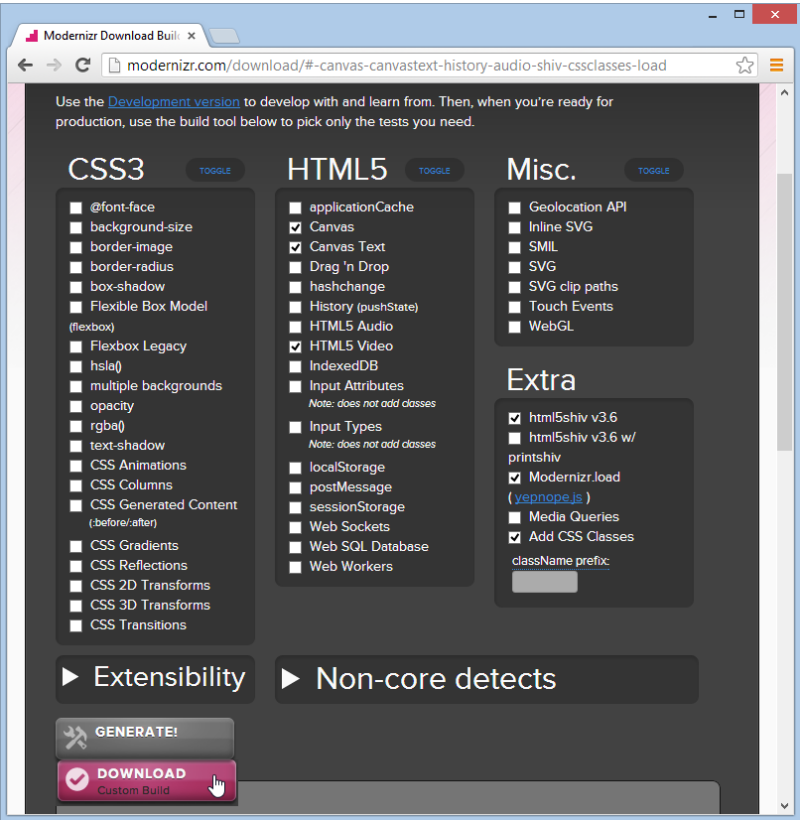 Modernizr Download Buil
modernizr.com/download/#-canvas-canvastext-history-audio-shiv-cssclasses-load
Use the Development version to develop with and learn from. Then, when you're ready for
production, use the build tool below to pick only the tests you need.
CSS3
TOGGLE
@font-face
background-size
border-image
border-radius
box-shadow
Flexible Box Model
(flexbox)
Flexbox Legacy
hsla()
multiple backgrounds
opacity
rgba()
text-shadow
CSS Animations
CSS Columns
CSS Generated Content
(:before/:after)
CSS Gradients
CSS Reflections
CSS 2D Transforms
CSS 3D Transforms
CSS Transitions
HTML5
TOGGLE
applicationCache
Canvas
Canvas Text
Drag 'n Drop
hashchange
History (pushState)
HTML5 Audio
HTML5 Video
IndexedDB
Input Attributes
Note: does not add classes
Input Types
Note: does not add classes
localStorage
postMessage
sessionStorage
Web Sockets
Web SQL Database
Web Workers
Misc.
TOGGLE
Geolocation API
Inline SVG
SMIL
SVG
SVG clip paths
Touch Events
WebGL
Extra
html5shiv v3.6
html5shiv v3.6 w/
printshiv
Modernizr.load
( yepnope.js )
Media Queries
Add CSS Classes
className prefix:
Extensibility
Non-core detects
GENERATE!
DOWNLOAD
Custom Build